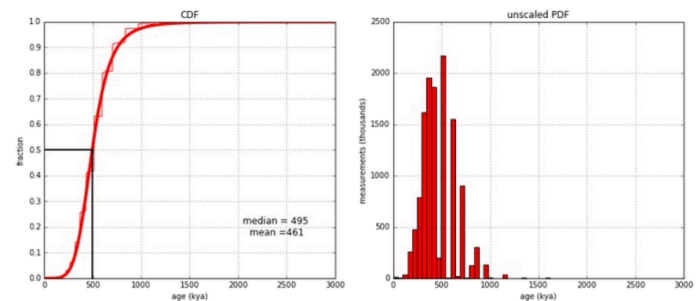 CDF
1.0
0.9
0.8
0.7
0.6
0.5
0.4
0.3
0.2
0.1
0.0
fraction
median = 495
mean =461
0 500 1000 1500 2000 2500 3000
age (kya)
unscaled PDF
2500
2000
1500
1000
500
0
measurements (thousands)
0 500 1000 1500 2000 2500 3000
age (kya)